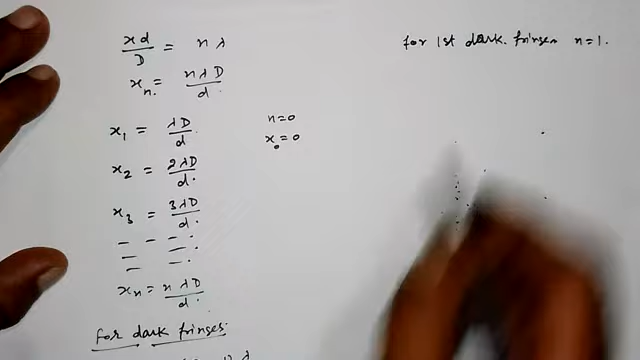 xd/D = nλ
xn = nλD/d
x1 = λD/d
x2 = 2λD/d
x3 = 3λD/d
xn = nλD/d
for dark fringes
n=0
x0=0
for 1st dark fringe n=1.